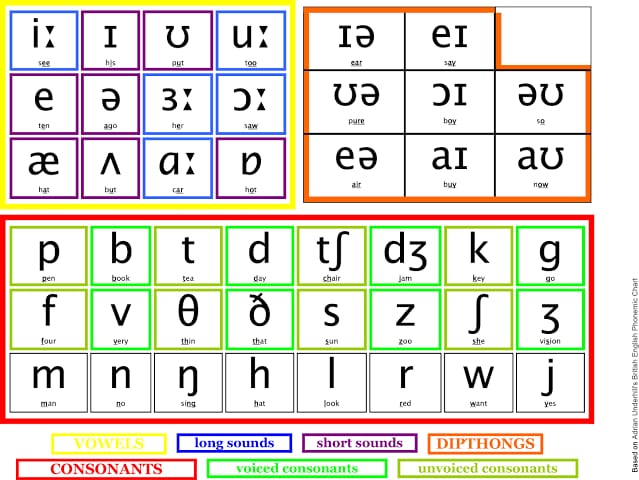 iː ɪ ʊ uː
see his put too
e ə ɜː ɔː
ten ago her saw
æ ʌ ɑː ɒ
hat but car hot
ɪə eɪ
ear say
ʊə ɔɪ əʊ
pure boy so
eə aɪ aʊ
air buy now
p b t d tʃ dʒ k g
pen book tea day chair jam key go
f v θ ð s z ʃ ʒ
four very thin that sun zoo she vision
m n ŋ h l r w j
man no sing hat look red want yes
VOWELS long sounds short sounds DIPTHONGS
CONSONANTS voiced consonants unvoiced consonants
Based on Adrian Underhill's British English Phonemic Chart